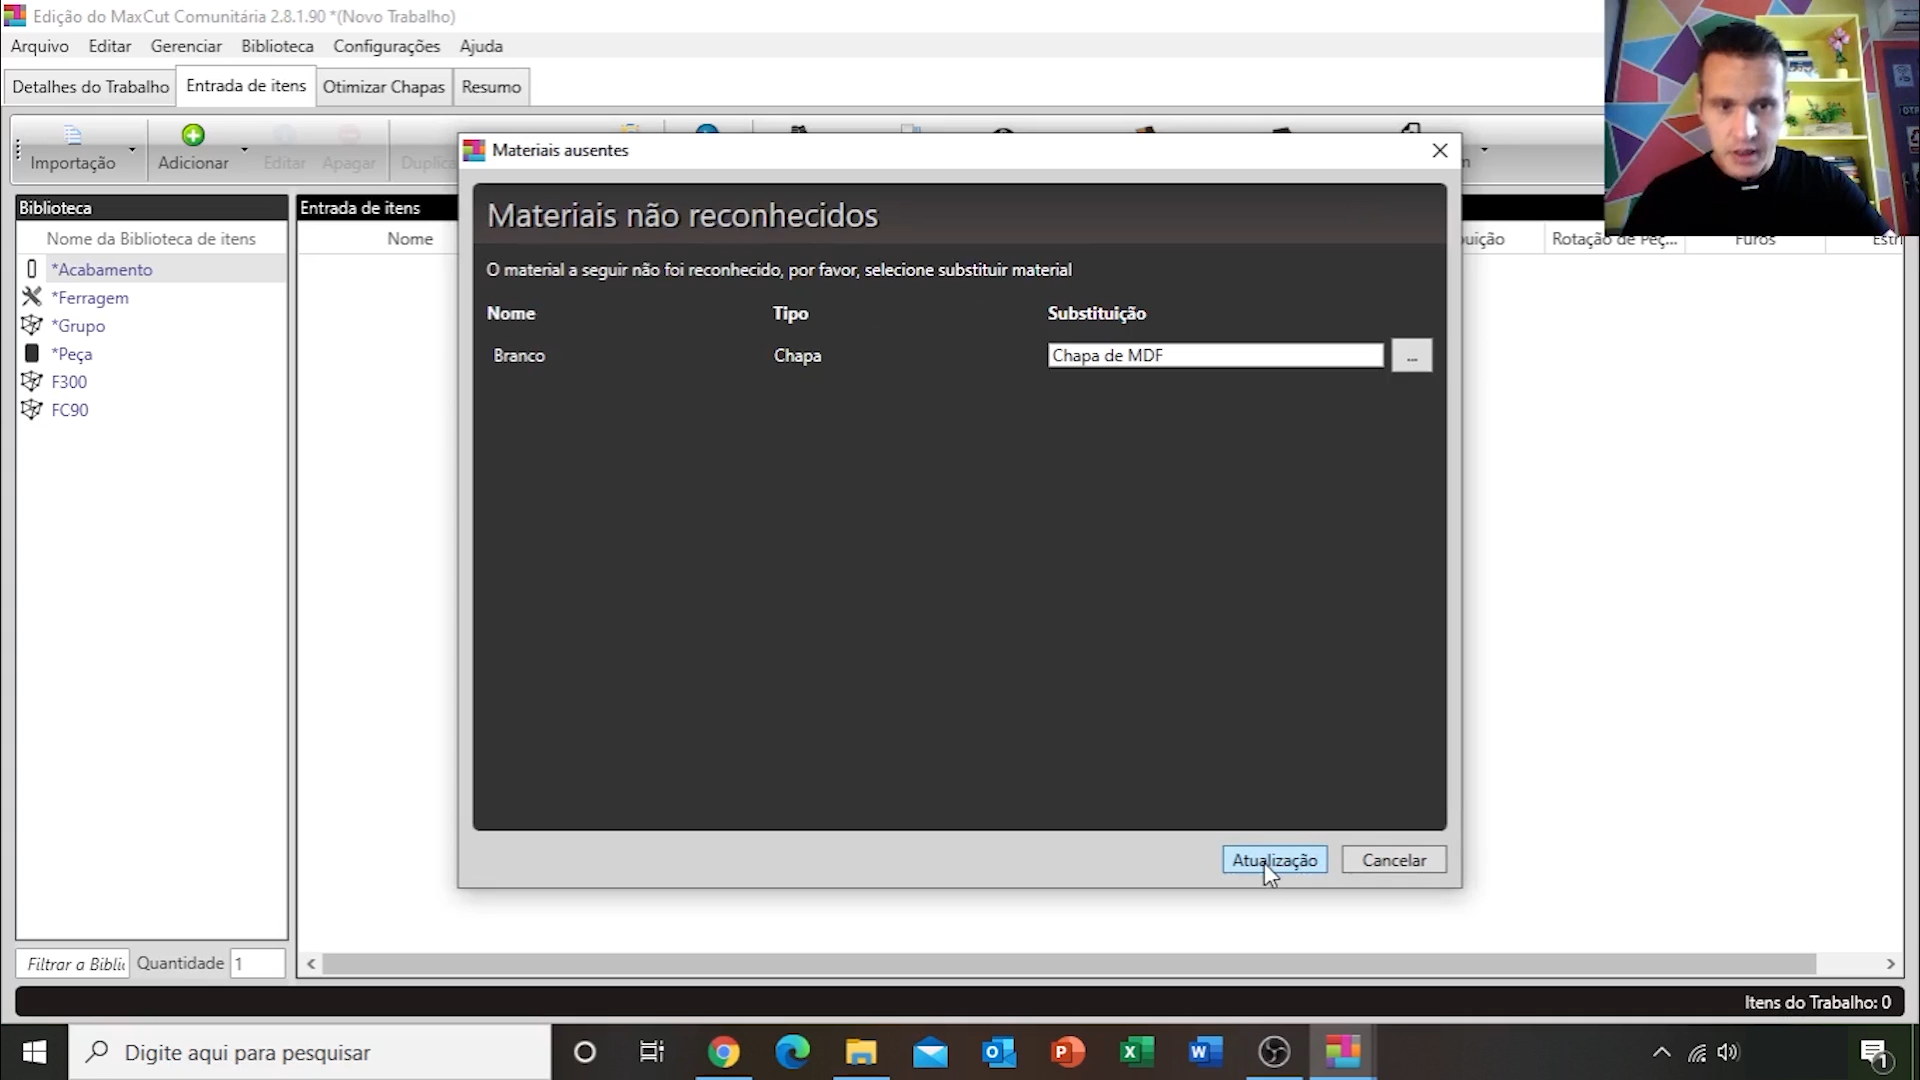 Edição do MaxCut Comunitária 2.8.1.90 *(Novo Trabalho)
Arquivo Editar Gerenciar Biblioteca Configurações Ajuda
Detalhes do Trabalho Entrada de itens Otimizar Chapas Resumo
Importação Adicionar Editar Apagar
Materiais ausentes
Biblioteca
Entrada de itens
Nome da Biblioteca de itens
Nome
Rotação de Peç... Furos
*Acabamento
*Ferragem
*Grupo
*Peça
F300
FC90
Materiais não reconhecidos
O material a seguir não foi reconhecido, por favor, selecione substituir material
Nome Tipo Substituição
Branco Chapa Chapa de MDF ...
Atualização Cancelar
Filtrar a Quantidade 1
Itens do Trabalho: 0
Digite aqui para pesquisar
1